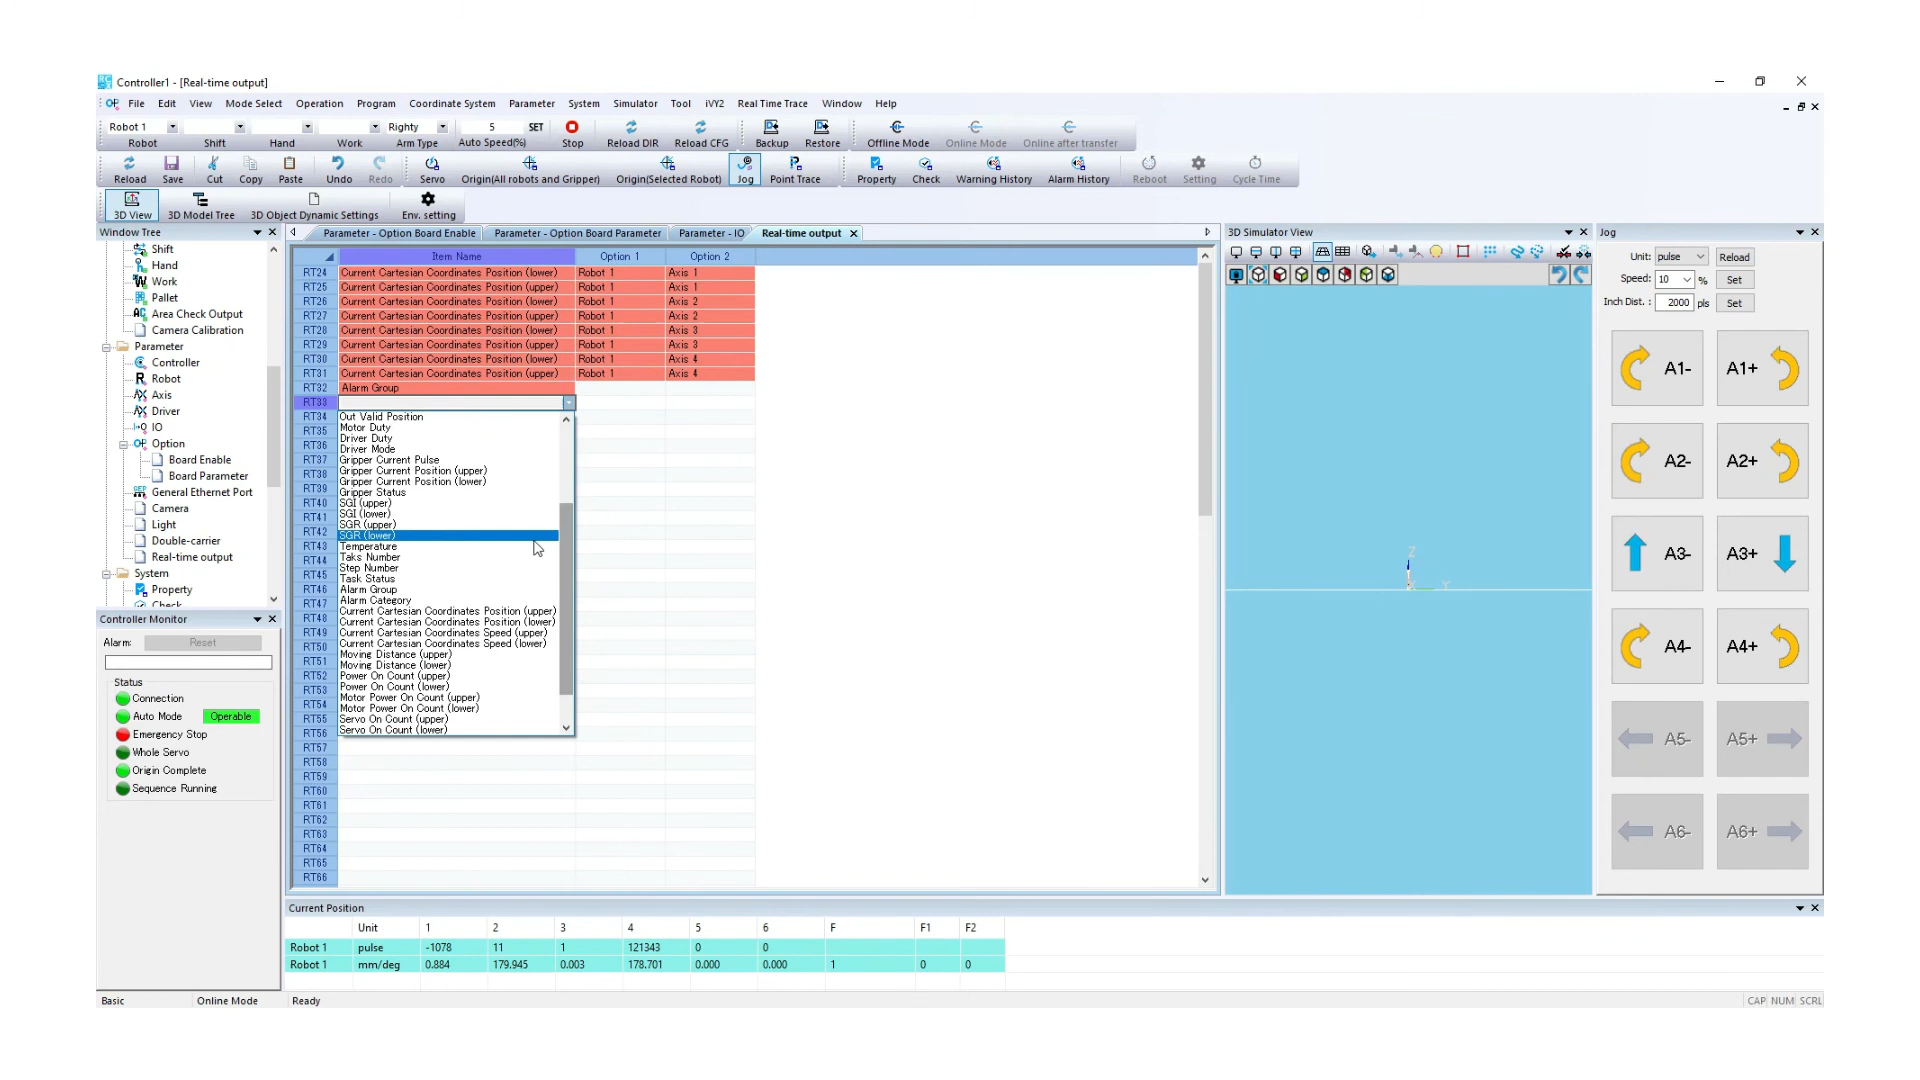 Controller1 - [Real-time output]
File Edit View Mode Select Operation Program Coordinate System Parameter System Simulator Tool iVY2 Real Time Trace Window Help
Robot 1 Righty 5 SET
Robot Shift Hand Work Arm Type Auto Speed(%) Stop Reload DIR Reload CFG Backup Restore Offline Mode Online Mode Online after transfer
Reload Save Cut Copy Paste Undo Redo Servo Origin(All robots and Gripper) Origin(Selected Robot) Jog Point Trace Property Check Warning History Alarm History Reboot Setting Cycle Time
3D View 3D Model Tree 3D Object Dynamic Settings Env. setting
Window Tree
Shift
Hand
Work
Pallet
Area Check Output
Camera Calibration
Parameter
Controller
Robot
Axis
Driver
IO
Option
Board Enable
Board Parameter
General Ethernet Port
Camera
Light
Double-carrier
Real-time output
System
Property
Check
Controller Monitor
Alarm: Reset
Status
Connection
Auto Mode Operable
Emergency Stop
Whole Servo
Origin Complete
Sequence Running
Parameter - Option Board Enable Parameter - Option Board Parameter Parameter - IO Real-time output
Item Name Option 1 Option 2
RT24 Current Cartesian Coordinates Position (lower) Robot 1 Axis 1
RT25 Current Cartesian Coordinates Position (upper) Robot 1 Axis 1
RT26 Current Cartesian Coordinates Position (lower) Robot 1 Axis 2
RT27 Current Cartesian Coordinates Position (upper) Robot 1 Axis 2
RT28 Current Cartesian Coordinates Position (lower) Robot 1 Axis 3
RT29 Current Cartesian Coordinates Position (upper) Robot 1 Axis 3
RT30 Current Cartesian Coordinates Position (lower) Robot 1 Axis 4
RT31 Current Cartesian Coordinates Position (upper) Robot 1 Axis 4
RT32 Alarm Group
RT33
RT34
RT35
RT36
RT37
RT38
RT39
RT40
RT41
RT42
RT43
RT44
RT45
RT46
RT47
RT48
RT49
RT50
RT51
RT52
RT53
RT54
RT55
RT56
RT57
RT58
RT59
RT60
RT61
RT62
RT63
RT64
RT65
RT66
Out Valid Position
Motor Duty
Driver Duty
Driver Mode
Gripper Current Pulse
Gripper Current Position (upper)
Gripper Current Position (lower)
Gripper Status
SGI (upper)
SGI (lower)
SGR (upper)
SGR (lower)
Temperature
Taks Number
Step Number
Task Status
Alarm Group
Alarm Category
Current Cartesian Coordinates Position (upper)
Current Cartesian Coordinates Position (lower)
Current Cartesian Coordinates Speed (upper)
Current Cartesian Coordinates Speed (lower)
Moving Distance (upper)
Moving Distance (lower)
Power On Count (upper)
Power On Count (lower)
Motor Power On Count (upper)
Motor Power On Count (lower)
Servo On Count (upper)
Servo On Count (lower)
3D Simulator View
Z
X
Y
Jog
Unit: pulse Reload
Speed: 10 % Set
Inch Dist. : 2000 pls Set
A1- A1+
A2- A2+
A3- A3+
A4- A4+
A5- A5+
A6- A6+
Current Position
Unit 1 2 3 4 5 6 F F1 F2
Robot 1 pulse -1078 11 1 121343 0 0
Robot 1 mm/deg 0.884 179.945 0.003 178.701 0.000 0.000 1 0 0
Basic Online Mode Ready CAP NUM SCRL